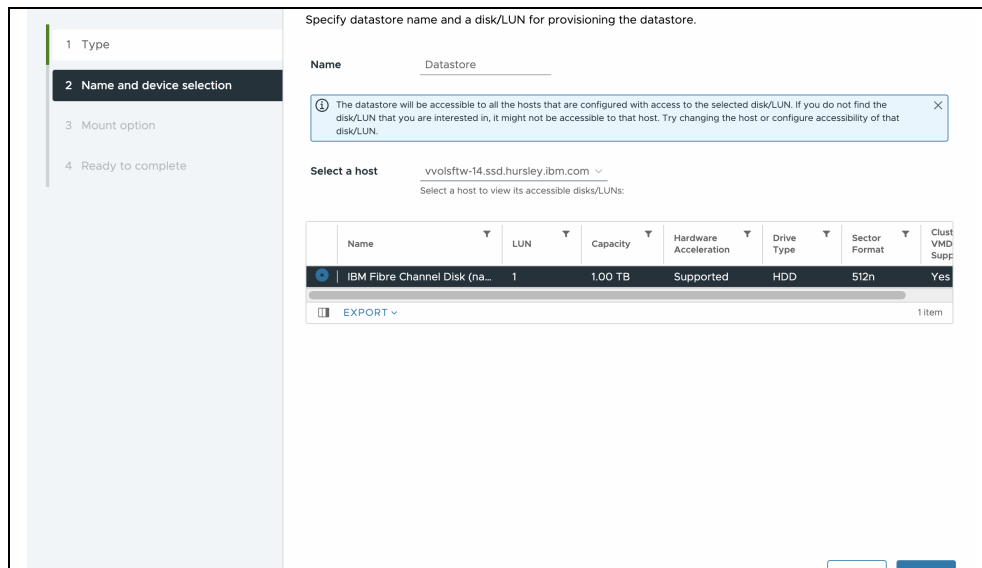 Specify datastore name and a disk/LUN for provisioning the datastore.
1 Type
2 Name and device selection
3 Mount option
4 Ready to complete
Name Datastore
The datastore will be accessible to all the hosts that are configured with access to the selected disk/LUN. If you do not find the
disk/LUN that you are interested in, it might not be accessible to that host. Try changing the host or configure accessibility of that
disk/LUN.
Select a host vvolsftw-14.ssd.hursley.ibm.com
Select a host to view its accessible disks/LUNs:
Name LUN Capacity Hardware Acceleration Drive Type Sector Format Clust VMD Supp
IBM Fibre Channel Disk (na... 1 1.00 TB Supported HDD 512n Yes
EXPORT 1 item